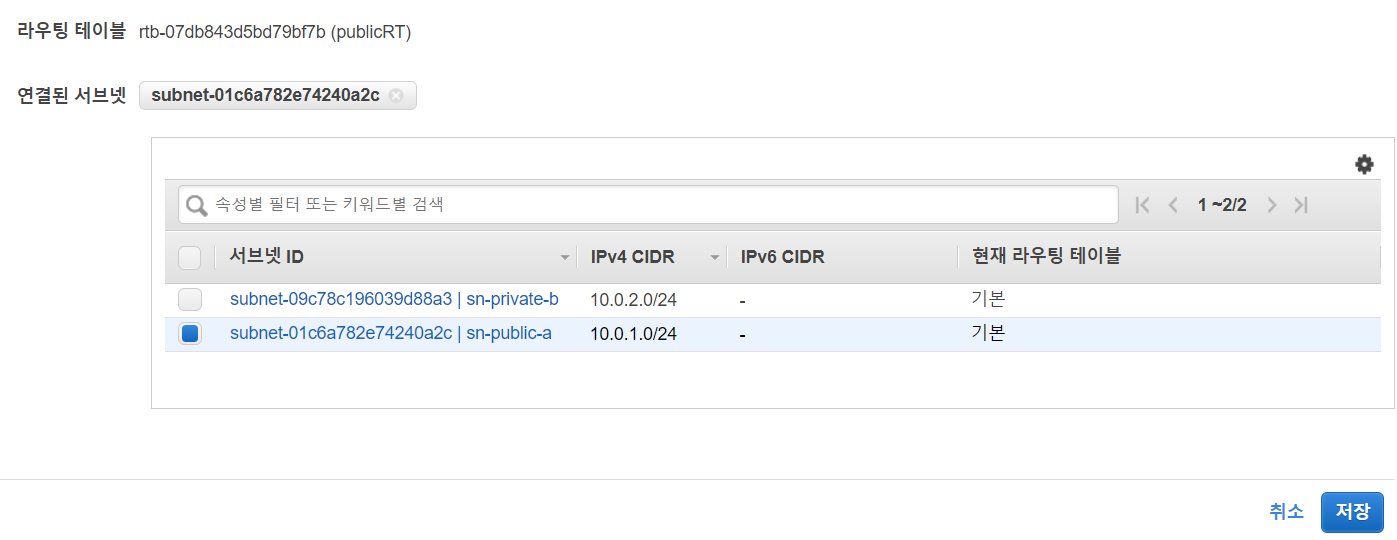 라우팅 테이블 rtb-07db843d5bd79bf7b (publicRT)
연결된 서브넷 subnet-01c6a782e74240a2c
속성별 필터 또는 키워드별 검색 1 ~2/2
서브넷 ID IPv4 CIDR IPv6 CIDR 현재 라우팅 테이블
subnet-09c78c196039d88a3 | sn-private-b 10.0.2.0/24 - 기본
subnet-01c6a782e74240a2c | sn-public-a 10.0.1.0/24 - 기본
취소 저장